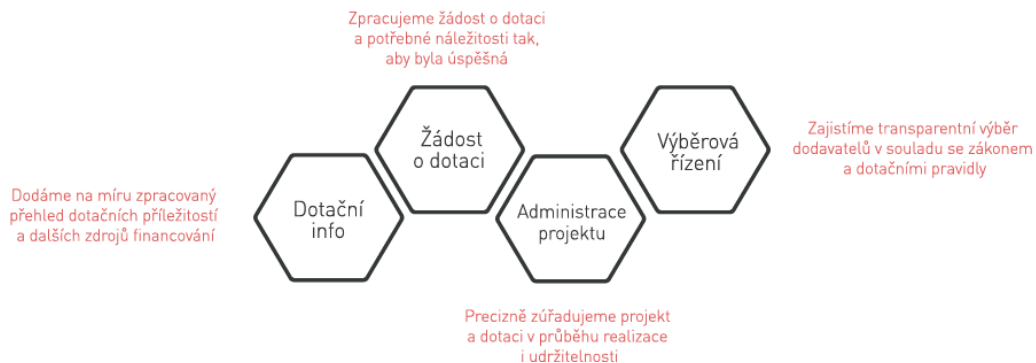 Zpracujeme žádost o dotaci
a potřebné náležitosti tak,
aby byla úspěšná
Žádost
o dotaci
Výběrová
řízení
Zajistíme transparentní výběr
dodavatelů v souladu se zákonem
a dotačními pravidly
Dodáme na míru zpracovaný
přehled dotačních příležitostí
a dalších zdrojů financování
Dotační
info
Administrace
projektu
Precizně zúřadujeme projekt
a dotaci v průběhu realizace
i udržitelnosti